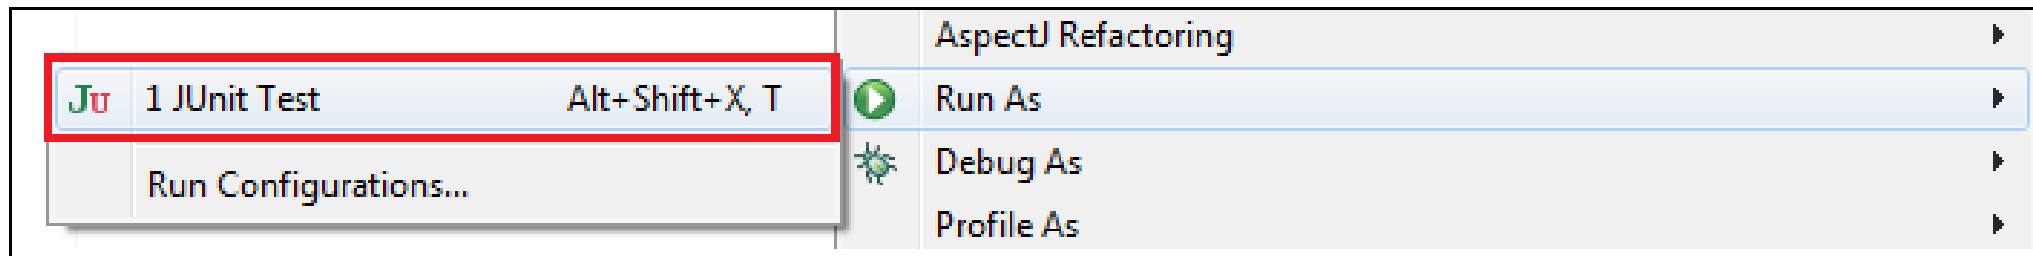 AspectJ Refactoring
JU 1 JUnit Test Alt+Shift+X, T
Run As
Debug As
Run Configurations...
Profile As